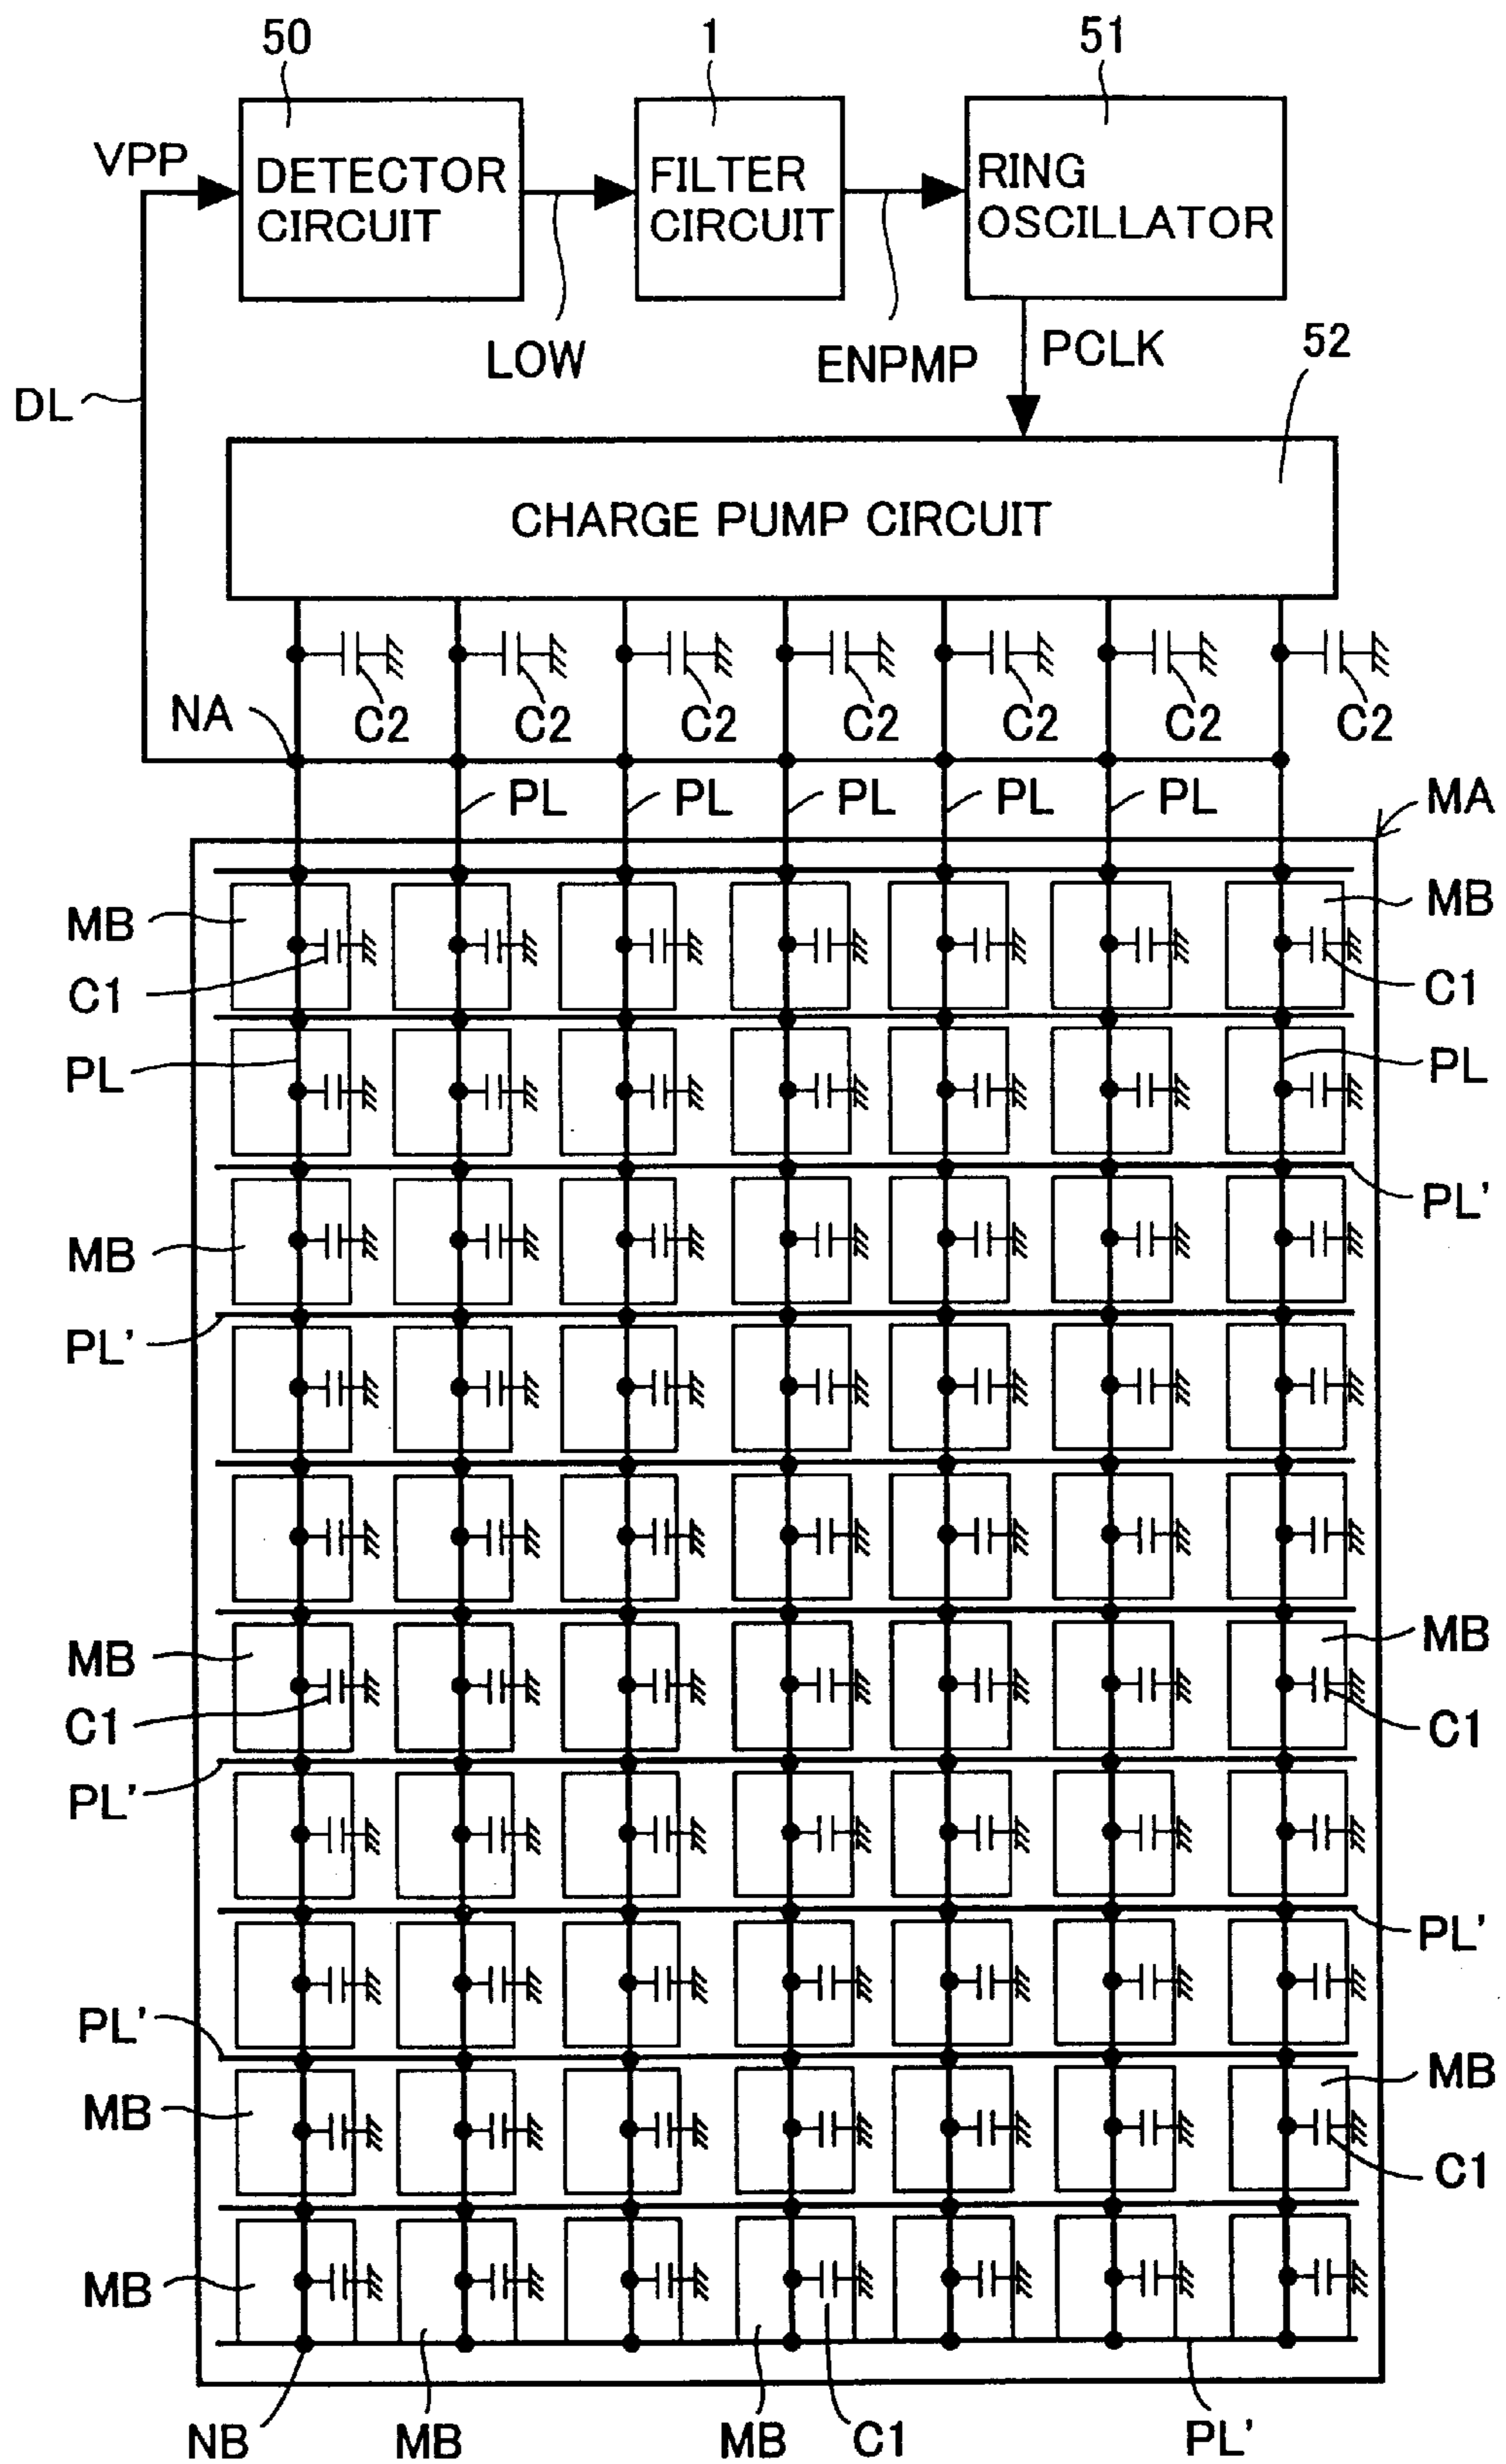 50
1
51
VPP
DETECTOR
CIRCUIT
FILTER
CIRCUIT
RING
OSCILLATOR
LOW
ENPMP
PCLK
52
DL
CHARGE PUMP CIRCUIT
NA
C2
C2
C2
C2
C2
C2
C2
PL
PL
PL
PL
PL
MA
MB
MB
C1
C1
PL
PL
PL'
MB
PL'
MB
MB
C1
C1
PL'
PL'
PL'
MB
MB
C1
MB
NB
MB
MB
C1
PL'